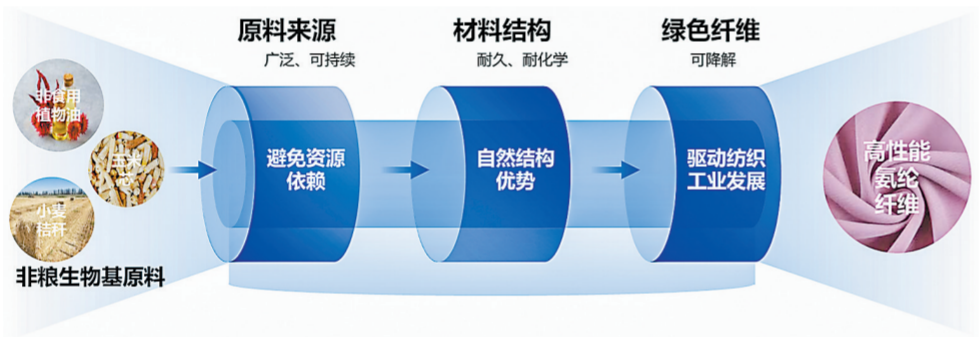 原料来源
广泛、可持续
材料结构
耐久、耐化学
绿色纤维
可降解
非食用
植物油
玉米
芯
小麦
秸秆
非粮生物基原料
避免资源
依赖
自然结构
优势
驱动纺织
工业发展
高性能
氨纶
纤维